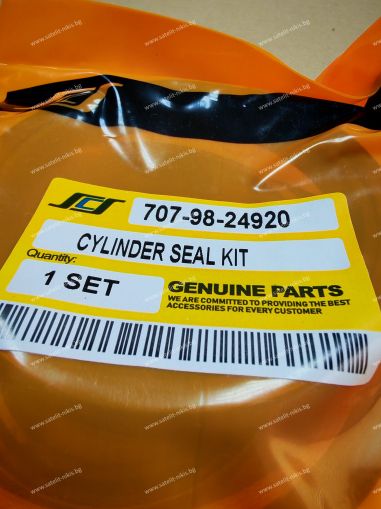 www.satelit-nikis.bg
SCS
707-98-24920
CYLINDER SEAL KIT
Quantity:
1 SET
GENUINE PARTS
WE ARE COMMITTED TO PROVIDING THE BEST
ACCESSORIES FOR EVERY CUSTOMER